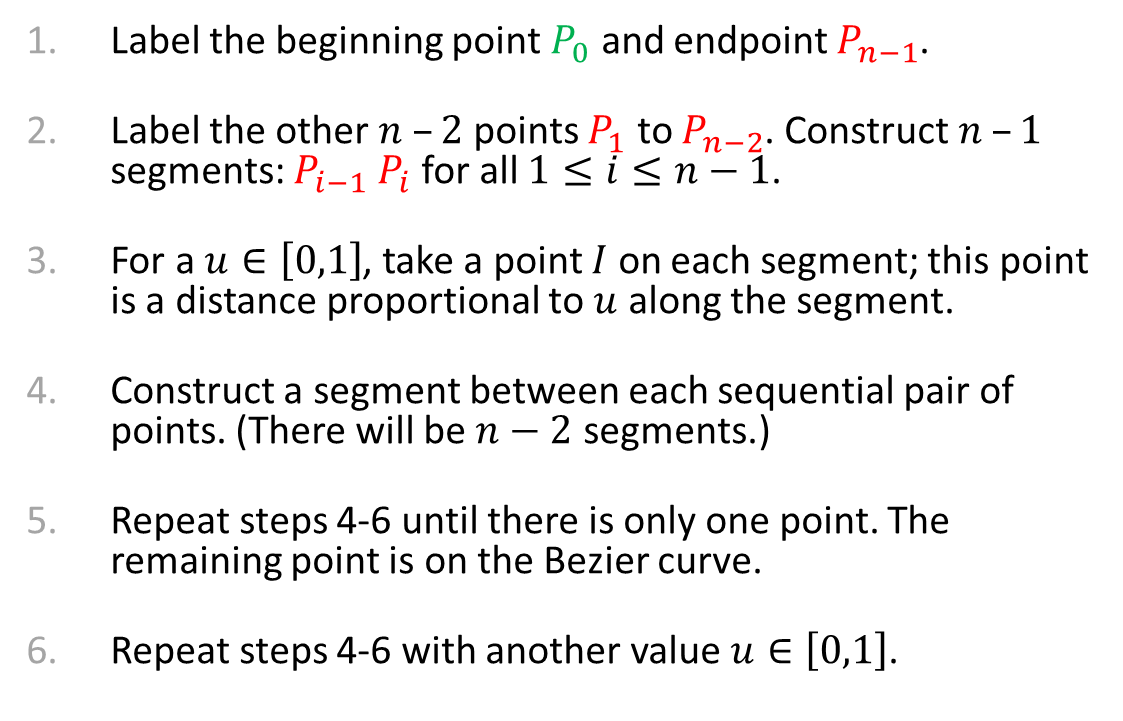 1. Label the beginning point P₀ and endpoint Pₙ₋₁.
2. Label the other n – 2 points P₁ to Pₙ₋₂. Construct n – 1
segments: Pᵢ₋₁ Pᵢ for all 1 ≤ i ≤ n − 1.
3. For a u ∈ [0,1], take a point I on each segment; this point
is a distance proportional to u along the segment.
4. Construct a segment between each sequential pair of
points. (There will be n − 2 segments.)
5. Repeat steps 4-6 until there is only one point. The
remaining point is on the Bezier curve.
6. Repeat steps 4-6 with another value u ∈ [0,1].